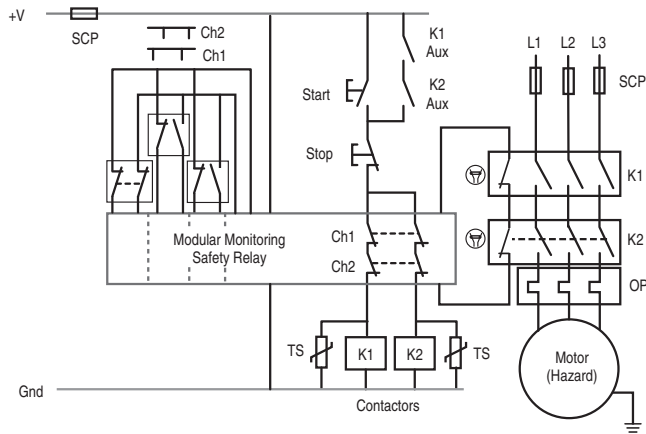 +V
SCP
Ch2
Ch1
K1
Aux
K2
Aux
Start
Stop
L1 L2 L3
SCP
K1
K2
OP
Modular Monitoring
Safety Relay
Ch1
Ch2
TS
K1
K2
TS
Motor
(Hazard)
Gnd
Contactors